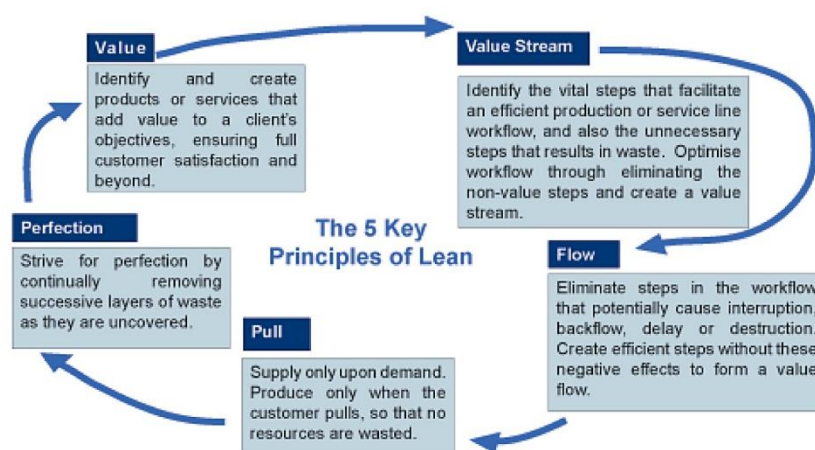 Value
Identify and create
products or services that
add value to a client's
objectives, ensuring full
customer satisfaction and
beyond.
Value Stream
Identify the vital steps that facilitate
an efficient production or service line
workflow, and also the unnecessary
steps that results in waste. Optimise
workflow through eliminating the
non-value steps and create a value
stream.
The 5 Key
Principles of Lean
Flow
Eliminate steps in the workflow
that potentially cause interruption,
backflow, delay or destruction.
Create efficient steps without these
negative effects to form a value
flow.
Pull
Supply only upon demand.
Produce only when the
customer pulls, so that no
resources are wasted.
Perfection
Strive for perfection by
continually removing
successive layers of waste
as they are uncovered.